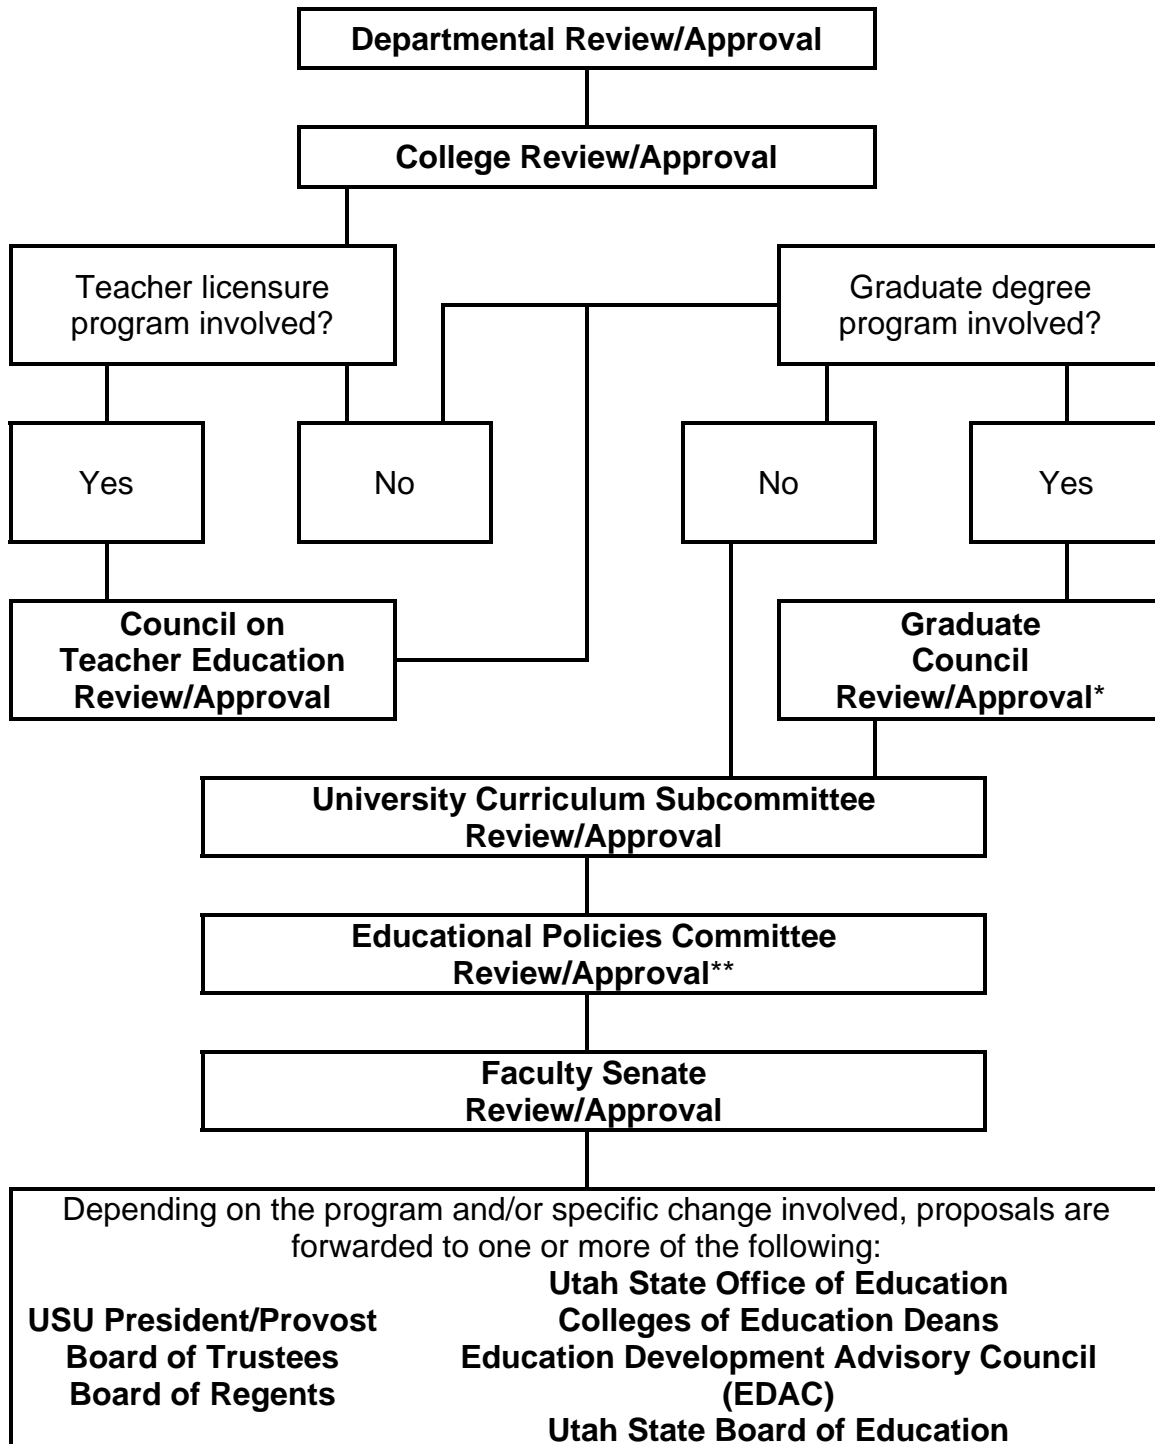 Departmental Review/Approval
College Review/Approval
Teacher licensure
program involved?
Graduate degree
program involved?
Yes
No
No
Yes
Council on
Teacher Education
Review/Approval
Graduate
Council
Review/Approval*
University Curriculum Subcommittee
Review/Approval
Educational Policies Committee
Review/Approval**
Faculty Senate
Review/Approval
Depending on the program and/or specific change involved, proposals are
forwarded to one or more of the following:
USU President/Provost
Board of Trustees
Board of Regents
Utah State Office of Education
Colleges of Education Deans
Education Development Advisory Council
(EDAC)
Utah State Board of Education